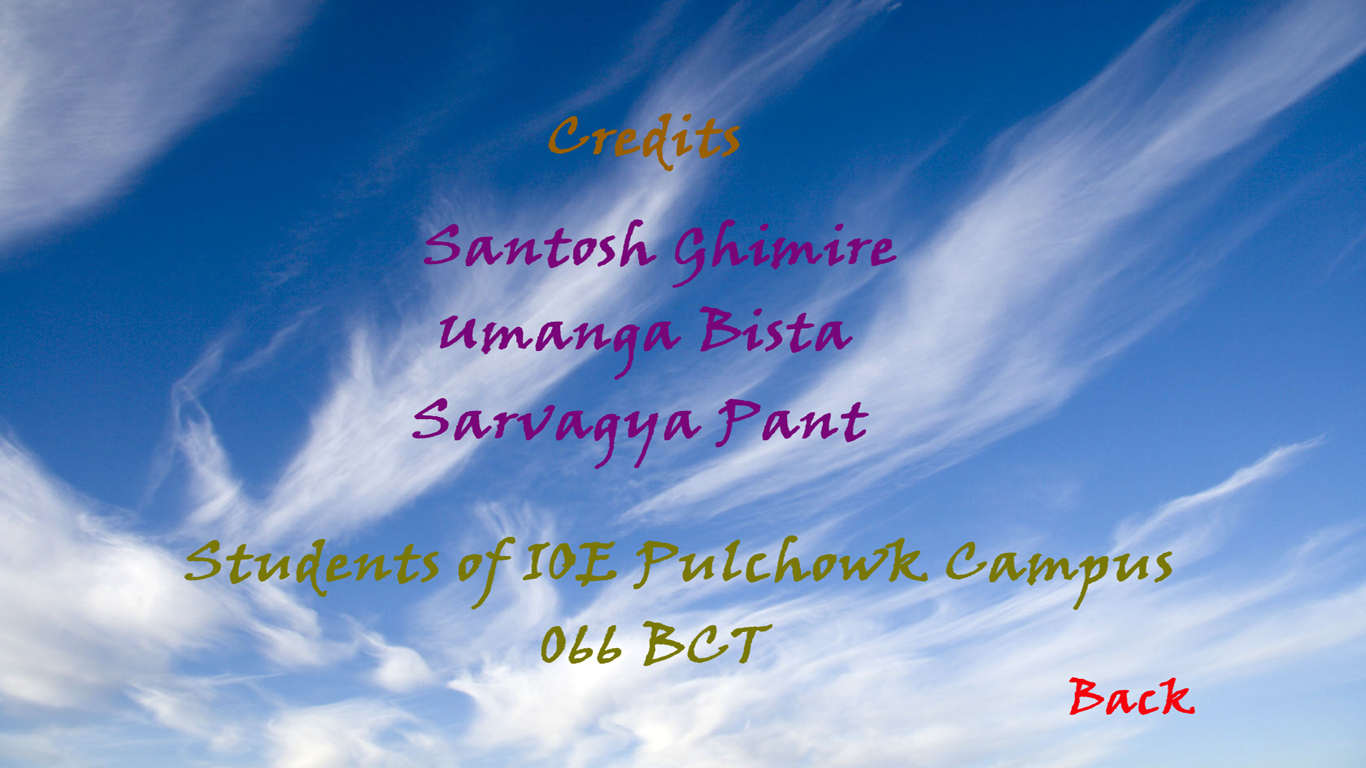 Credits
Santosh Ghimire
Umanga Bista
Sarvagya Pant
Students of IOE Pulchowk Campus
066 BCT
Back